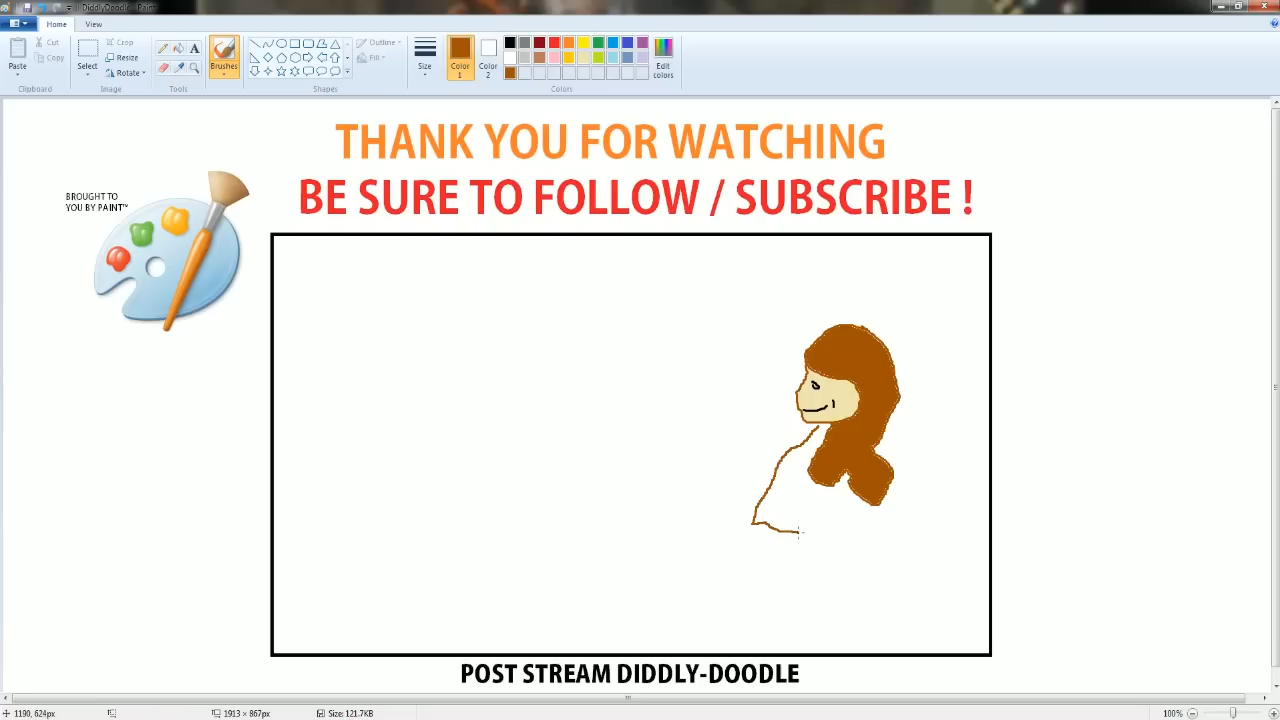 DiddlyDoodle - Paint
Home
View
Paste
Cut
Copy
Select
Crop
Resize
Rotate
A
Brushes
Outline
Fill
Size
Color 1
Color 2
Edit colors
Clipboard
Image
Tools
Shapes
Colors
THANK YOU FOR WATCHING
BE SURE TO FOLLOW / SUBSCRIBE !
BROUGHT TO
YOU BY PAINT™
POST STREAM DIDDLY-DOODLE
1190, 624px
1913 × 867px
Size: 121.7KB
100%